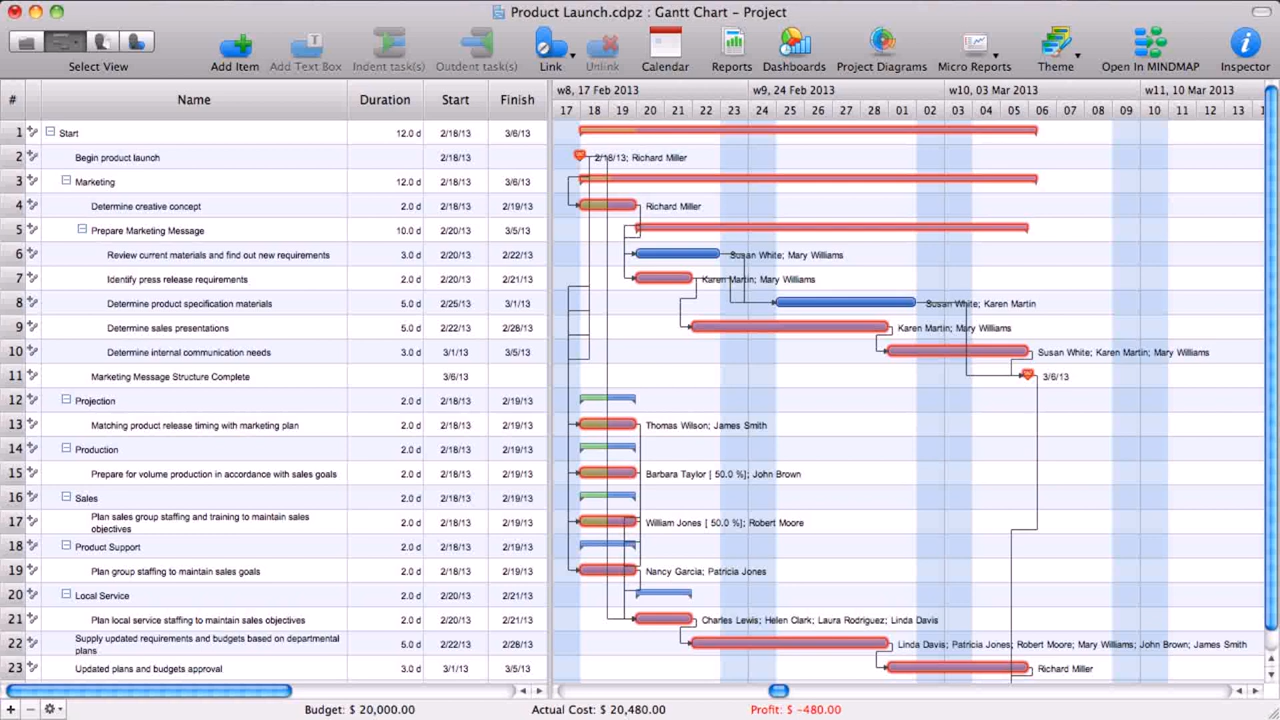 Product Launch.cdpz : Gantt Chart - Project
Select View
Add Item
Add Text Box
Indent task(s)
Indent task(s)
Link
Unlink
Calendar
Reports
Dashboards
Project Diagrams
Micro Reports
Theme
Open In MINDMAP
Inspector
# Name Duration Start Finish
w8, 17 Feb 2013 w9, 24 Feb 2013 w10, 03 Mar 2013 w11, 10 Mar 2013
17 18 19 20 21 22 23 24 25 26 27 28 01 02 03 04 05 06 07 08 09 10 11 12 13
1 Start 12.0 d 2/18/13 3/6/13
2 Begin product launch 2/18/13 2/18/13; Richard Miller
3 Marketing 12.0 d 2/18/13 3/6/13
4 Determine creative concept 2.0 d 2/18/13 2/19/13 Richard Miller
5 Prepare Marketing Message 10.0 d 2/20/13 3/5/13
6 Review current materials and find out new requirements 3.0 d 2/20/13 2/22/13 Susan White; Mary Williams
7 Identify press release requirements 2.0 d 2/20/13 2/21/13 Karen Martin; Mary Williams
8 Determine product specification materials 5.0 d 2/25/13 3/1/13 Susan White; Karen Martin
9 Determine sales presentations 5.0 d 2/22/13 2/28/13 Karen Martin; Mary Williams
10 Determine internal communication needs 3.0 d 3/1/13 3/5/13 Susan White; Karen Martin; Mary Williams
11 Marketing Message Structure Complete 3/6/13 3/6/13
12 Projection 2.0 d 2/18/13 2/19/13
13 Matching product release timing with marketing plan 2.0 d 2/18/13 2/19/13 Thomas Wilson; James Smith
14 Production 2.0 d 2/18/13 2/19/13
15 Prepare for volume production in accordance with sales goals 2.0 d 2/18/13 2/19/13 Barbara Taylor [ 50.0 %]; John Brown
16 Sales 2.0 d 2/18/13 2/19/13
17 Plan sales group staffing and training to maintain sales
objectives 2.0 d 2/18/13 2/19/13 William Jones [ 50.0 %]; Robert Moore
18 Product Support 2.0 d 2/18/13 2/19/13
19 Plan group staffing to maintain sales goals 2.0 d 2/18/13 2/19/13 Nancy Garcia; Patricia Jones
20 Local Service 2.0 d 2/20/13 2/21/13
21 Plan local service staffing to maintain sales objectives 2.0 d 2/20/13 2/21/13 Charles Lewis; Helen Clark; Laura Rodriguez; Linda Davis
22 Supply updated requirements and budgets based on departmental
plans 5.0 d 2/22/13 2/28/13 Linda Davis; Patricia Jones; Robert Moore; Mary Williams; John Brown; James Smith
23 Updated plans and budgets approval 3.0 d 3/1/13 3/5/13 Richard Miller
Budget: $ 20,000.00 Actual Cost: $ 20,480.00 Profit: $ -480.00